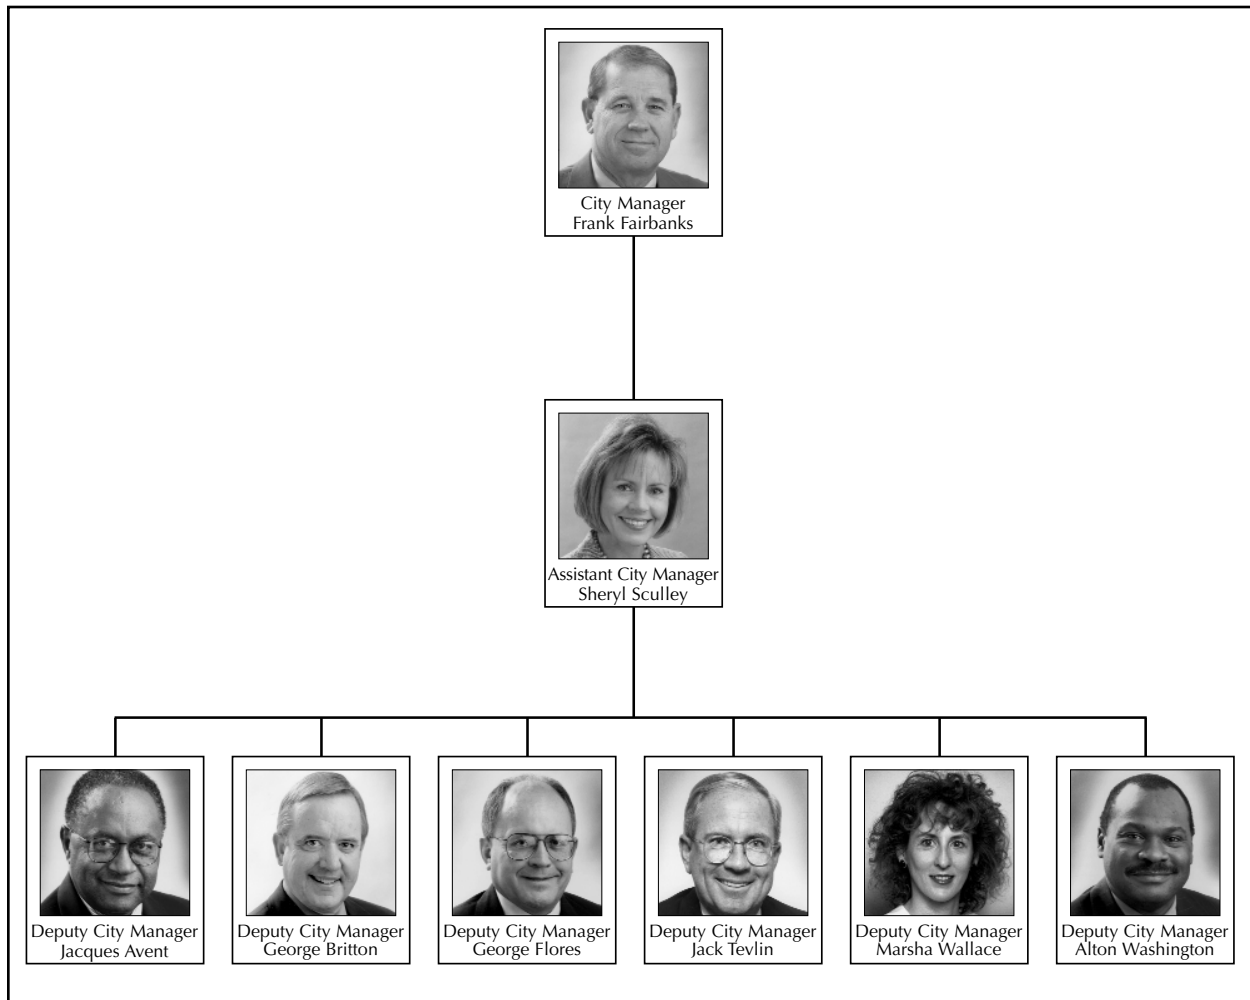 City Manager
Frank Fairbanks
Assistant City Manager
Sheryl Sculley
Deputy City Manager
Jacques Avent
Deputy City Manager
George Britton
Deputy City Manager
George Flores
Deputy City Manager
Jack Tevlin
Deputy City Manager
Marsha Wallace
Deputy City Manager
Alton Washington